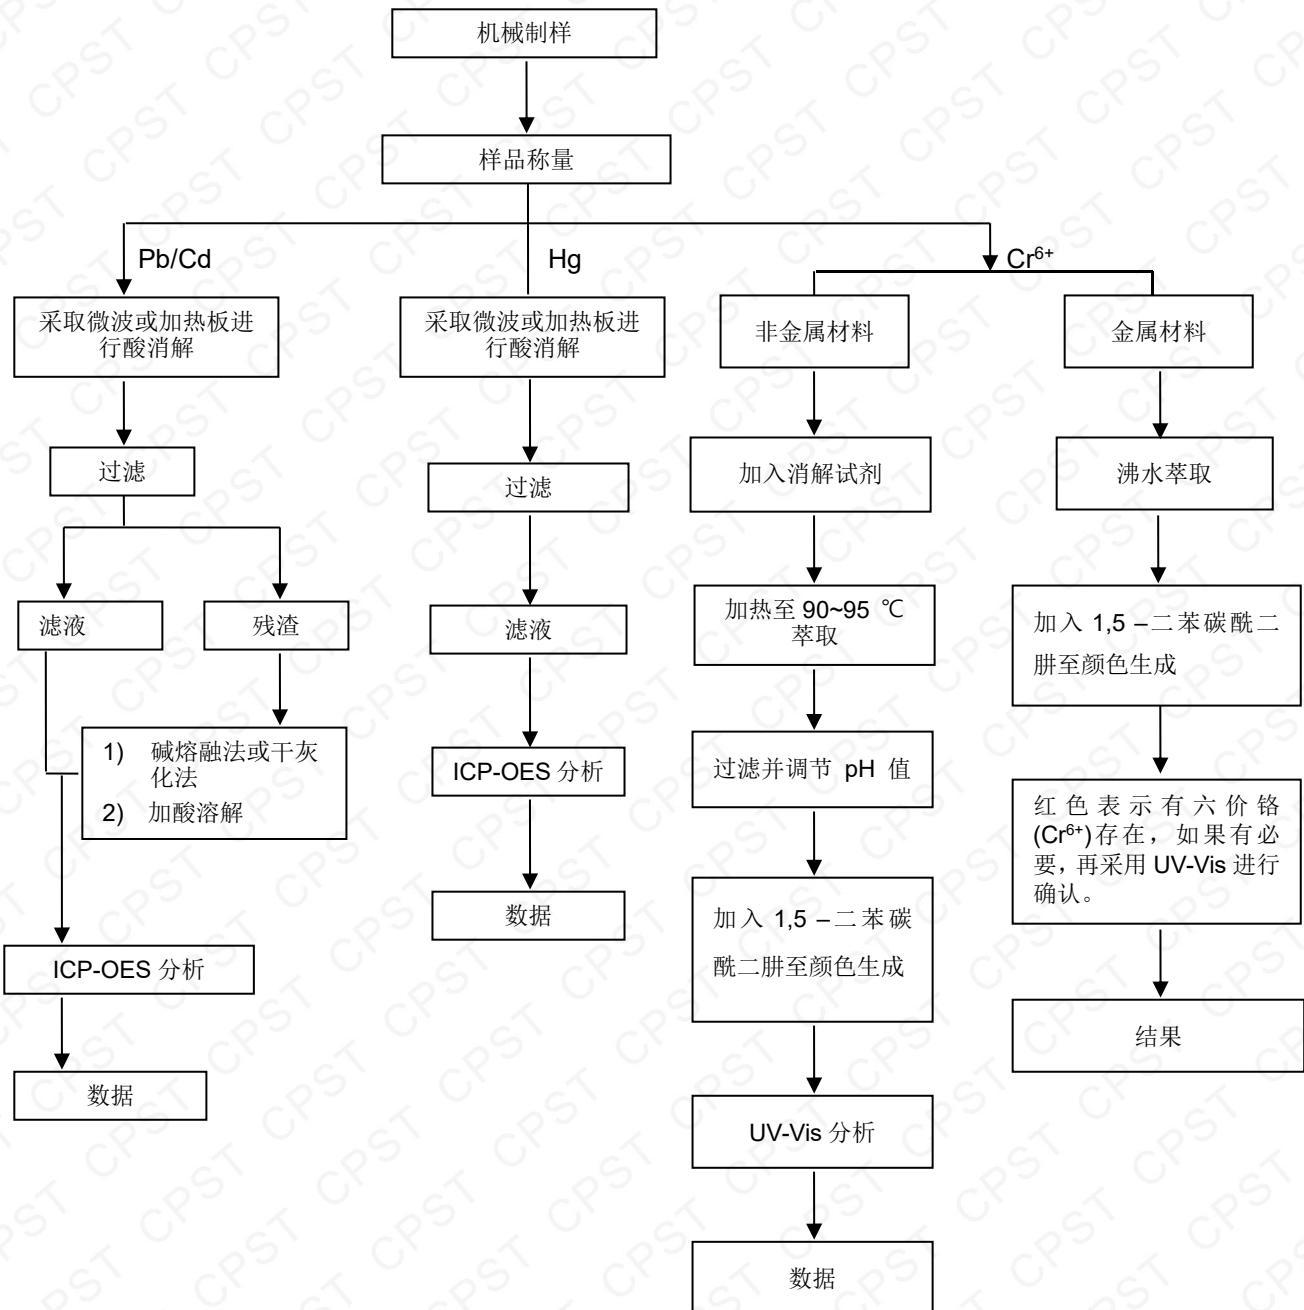 机械制样
样品称量
Pb/Cd
Hg
Cr⁶⁺
采取微波或加热板进
行酸消解
过滤
滤液
残渣
1) 碱熔融法或干灰
化法
2) 加酸溶解
ICP-OES 分析
数据
采取微波或加热板进
行酸消解
过滤
滤液
ICP-OES 分析
数据
非金属材料
加入消解试剂
加热至 90~95 ℃
萃取
过滤并调节 pH 值
加入 1,5 –二苯碳
酰二肼至颜色生成
UV-Vis 分析
数据
金属材料
沸水萃取
加入 1,5 –二苯碳酰二
肼至颜色生成
红色表示有六价铬
(Cr⁶⁺)存在，如果有必
要，再采用 UV-Vis 进行
确认。
结果